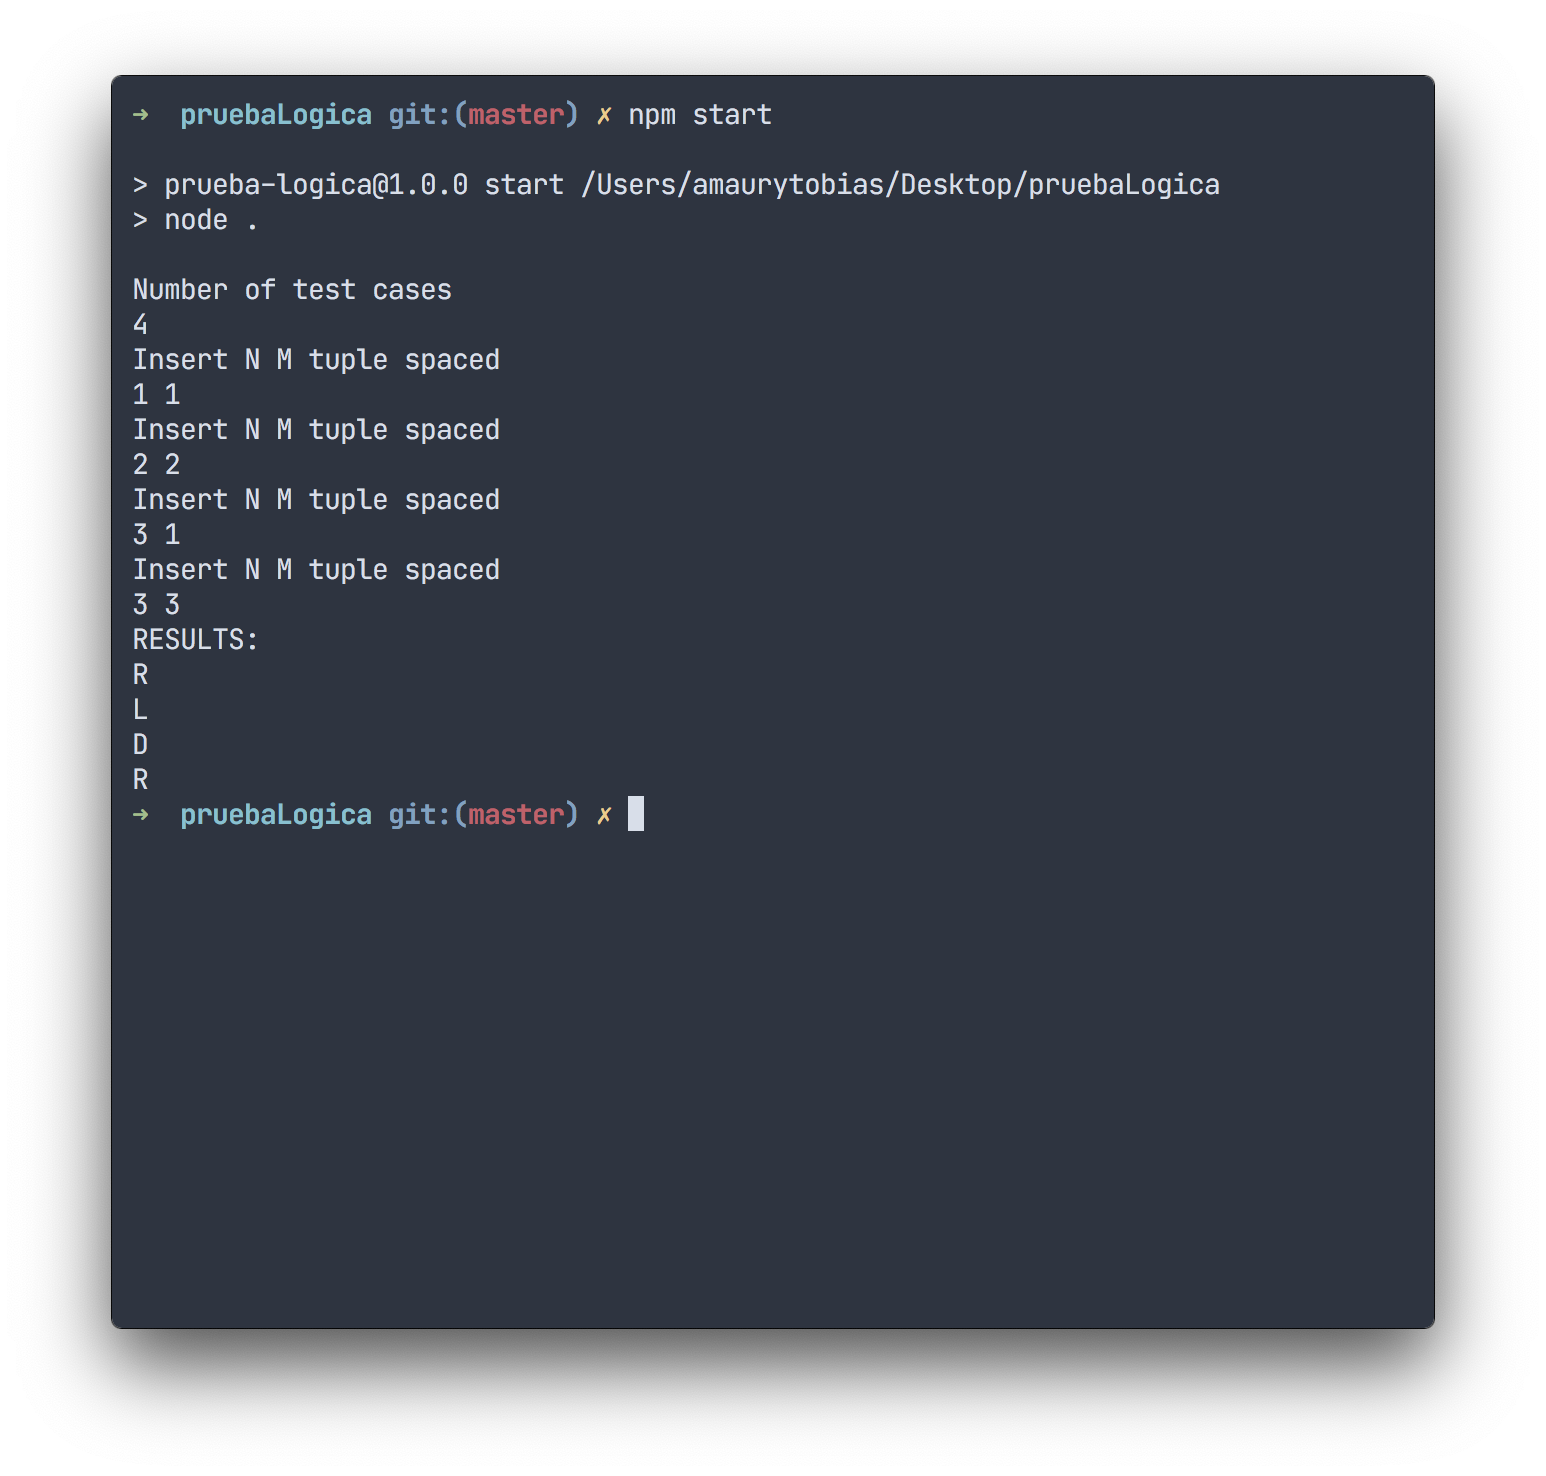 ➜  pruebaLogica git:(master) ✗ npm start
> prueba-logica@1.0.0 start /Users/amaurytobias/Desktop/pruebaLogica
> node .
Number of test cases
4
Insert N M tuple spaced
1 1
Insert N M tuple spaced
2 2
Insert N M tuple spaced
3 1
Insert N M tuple spaced
3 3
RESULTS:
R
L
D
R
➜  pruebaLogica git:(master) ✗